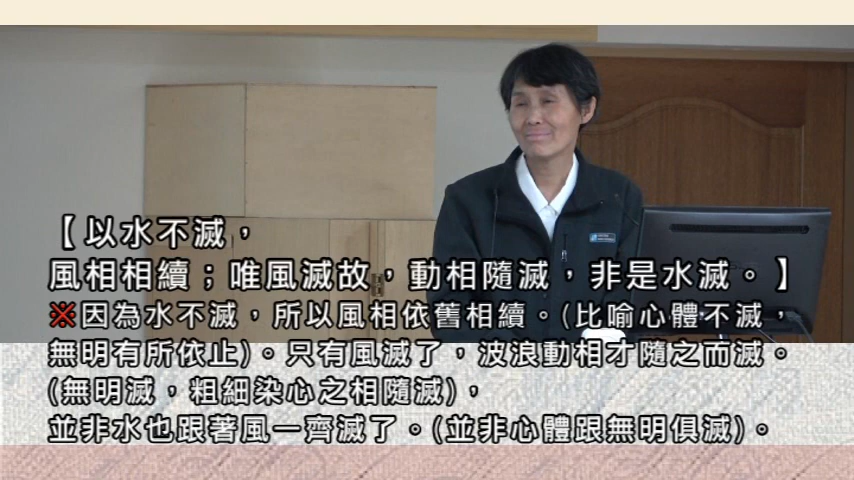 【以水不滅，
風相相續；唯風滅故，動相隨滅，非是水滅。】
※因為水不滅，所以風相依舊相續。(比喻心體不滅，
無明有所依止)。只有風滅了，波浪動相才隨之而滅。
(無明滅，粗細染心之相隨滅)，
並非水也跟著風一齊滅了。(並非心體跟無明俱滅)。